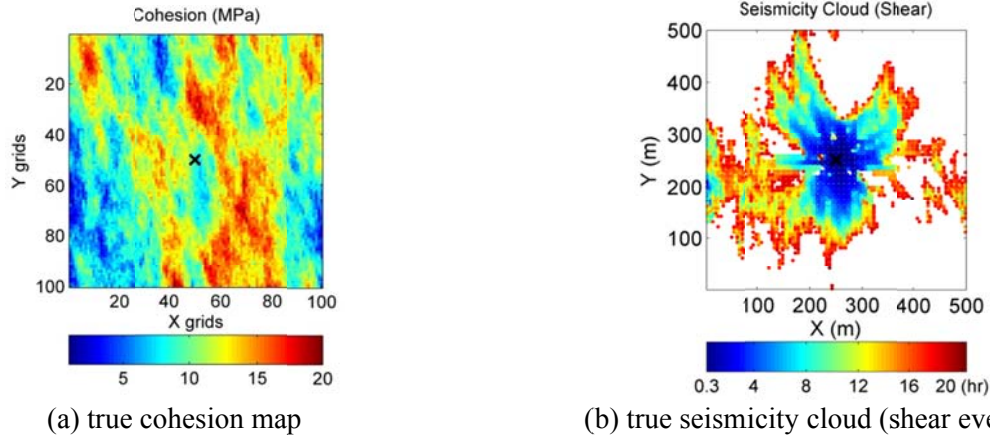 Cohesion (MPa)
20
40
60
80
100
Y grids
20 40 60 80 100
X grids
5 10 15 20
(a) true cohesion map
Seismicity Cloud (Shear)
500
400
300
200
100
Y (m)
100 200 300 400 500
X (m)
0.3 4 8 12 16 20 (hr)
(b) true seismicity cloud (shear eve